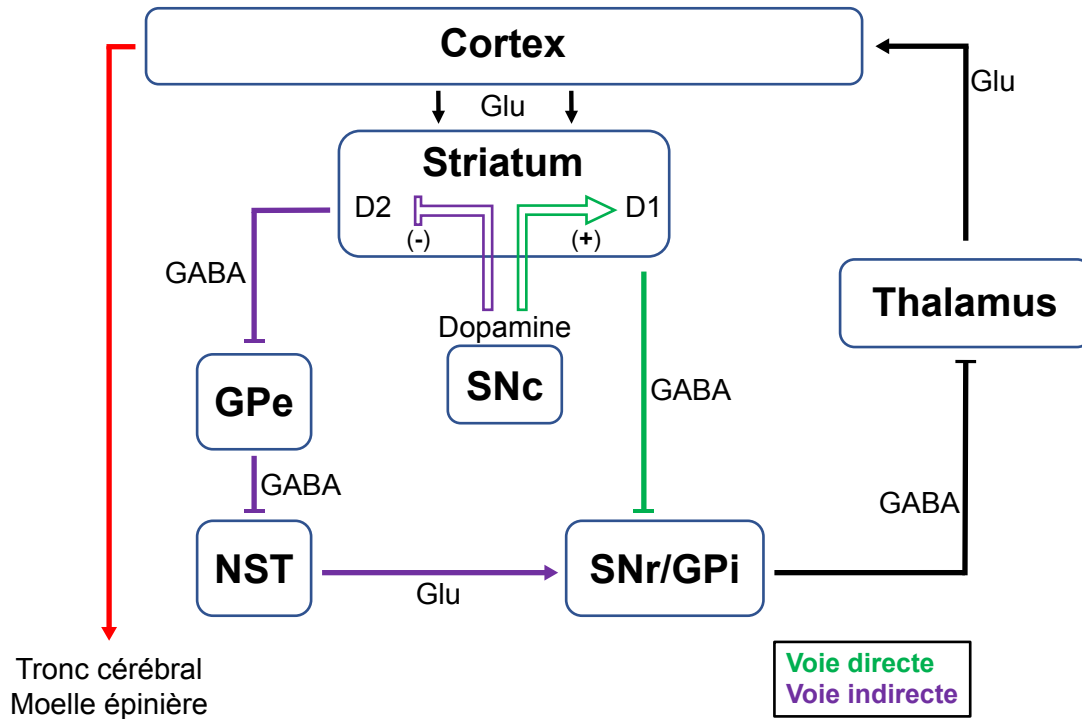 Cortex
Glu
Glu
Striatum
D2
D1
(-)
(+)
GABA
Dopamine
Thalamus
SNc
GPe
GABA
GABA
GABA
NST
SNr/GPi
Glu
Tronc cérébral
Moelle épinière
Voie directe
Voie indirecte